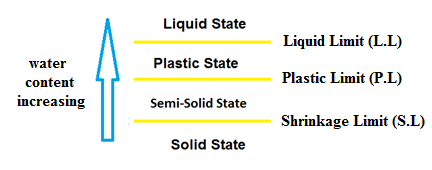 Liquid State
Liquid Limit (L.L)
water
content
increasing
Plastic State
Plastic Limit (P.L)
Semi-Solid State
Shrinkage Limit (S.L)
Solid State